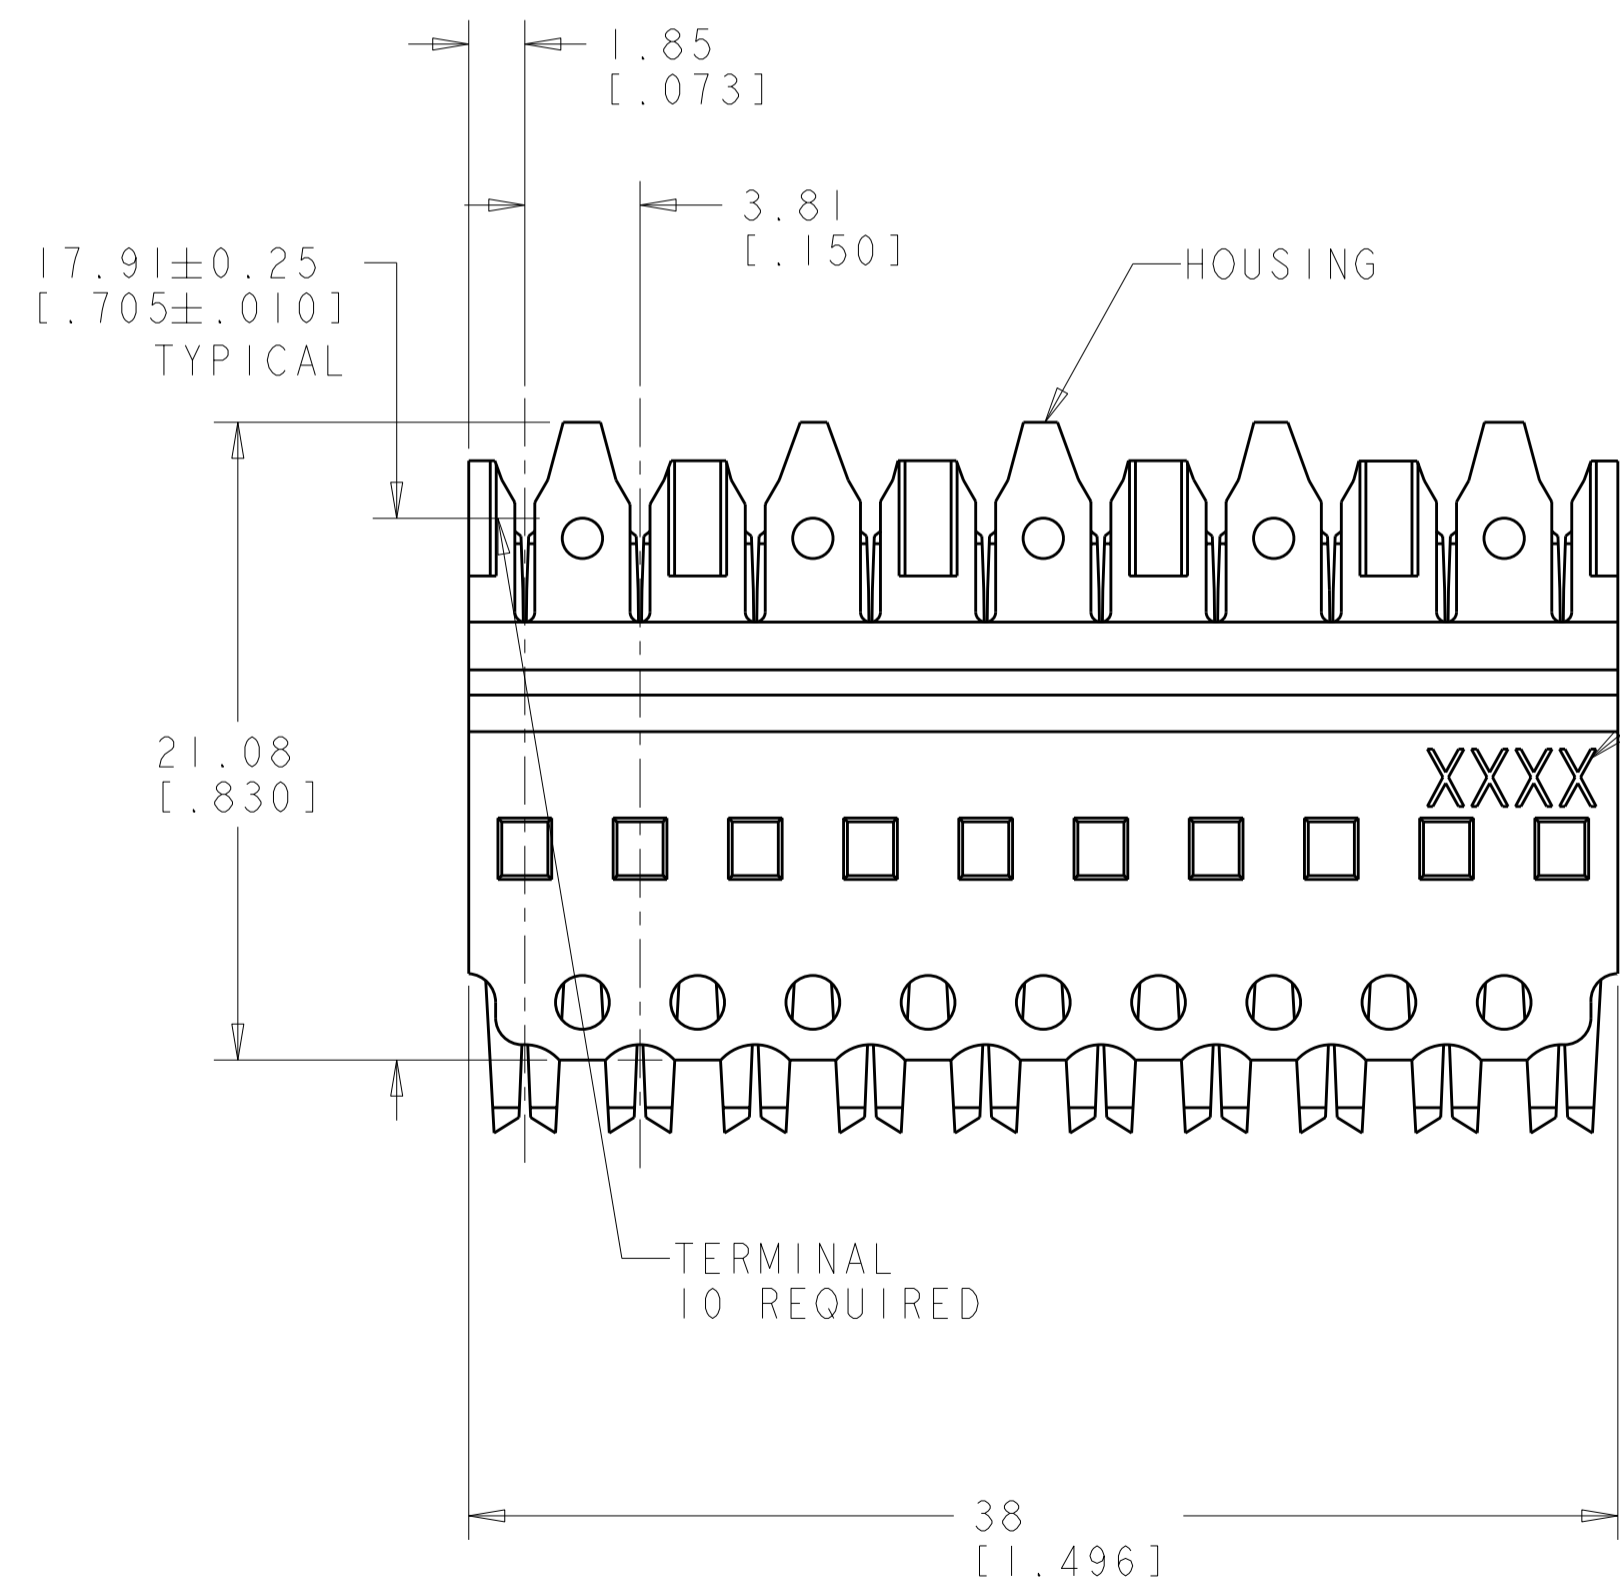 1.85
[.073]
3.81
[.150]
17.91±0.25
[.705±.010]
TYPICAL
HOUSING
21.08
[.830]
XXXX
TERMINAL
10 REQUIRED
38
[1.496]